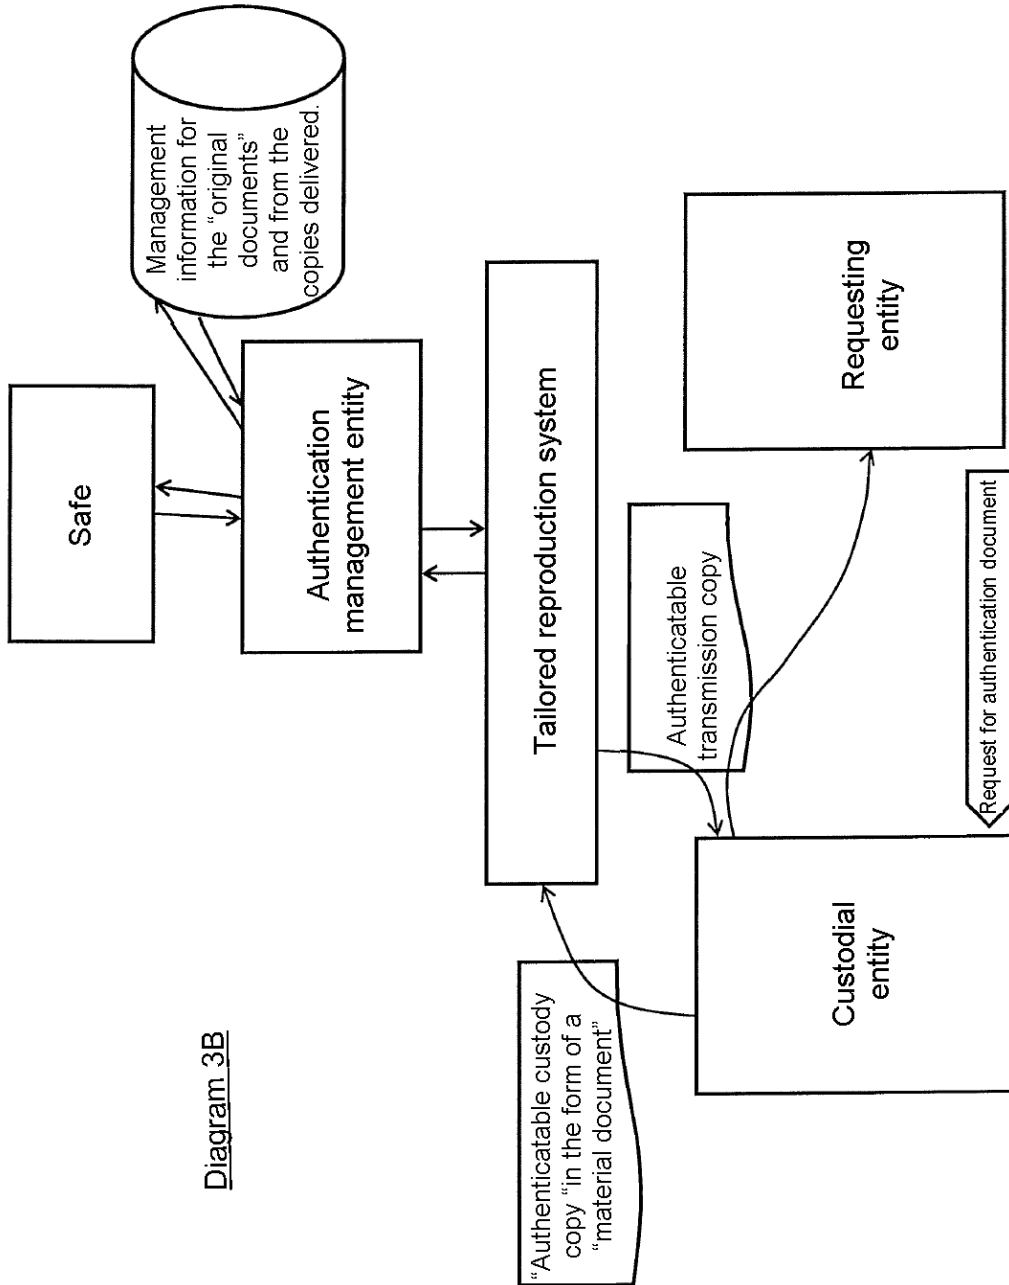 Diagram 3B
Safe
Management
information for
the “original
documents”
and from the
copies delivered.
Authentication
management entity
Tailored reproduction system
“Authenticatable custody
copy “in the form of a
“material document”
Authenticatable
transmission copy
Custodial
entity
Request for authentication document
Requesting
entity